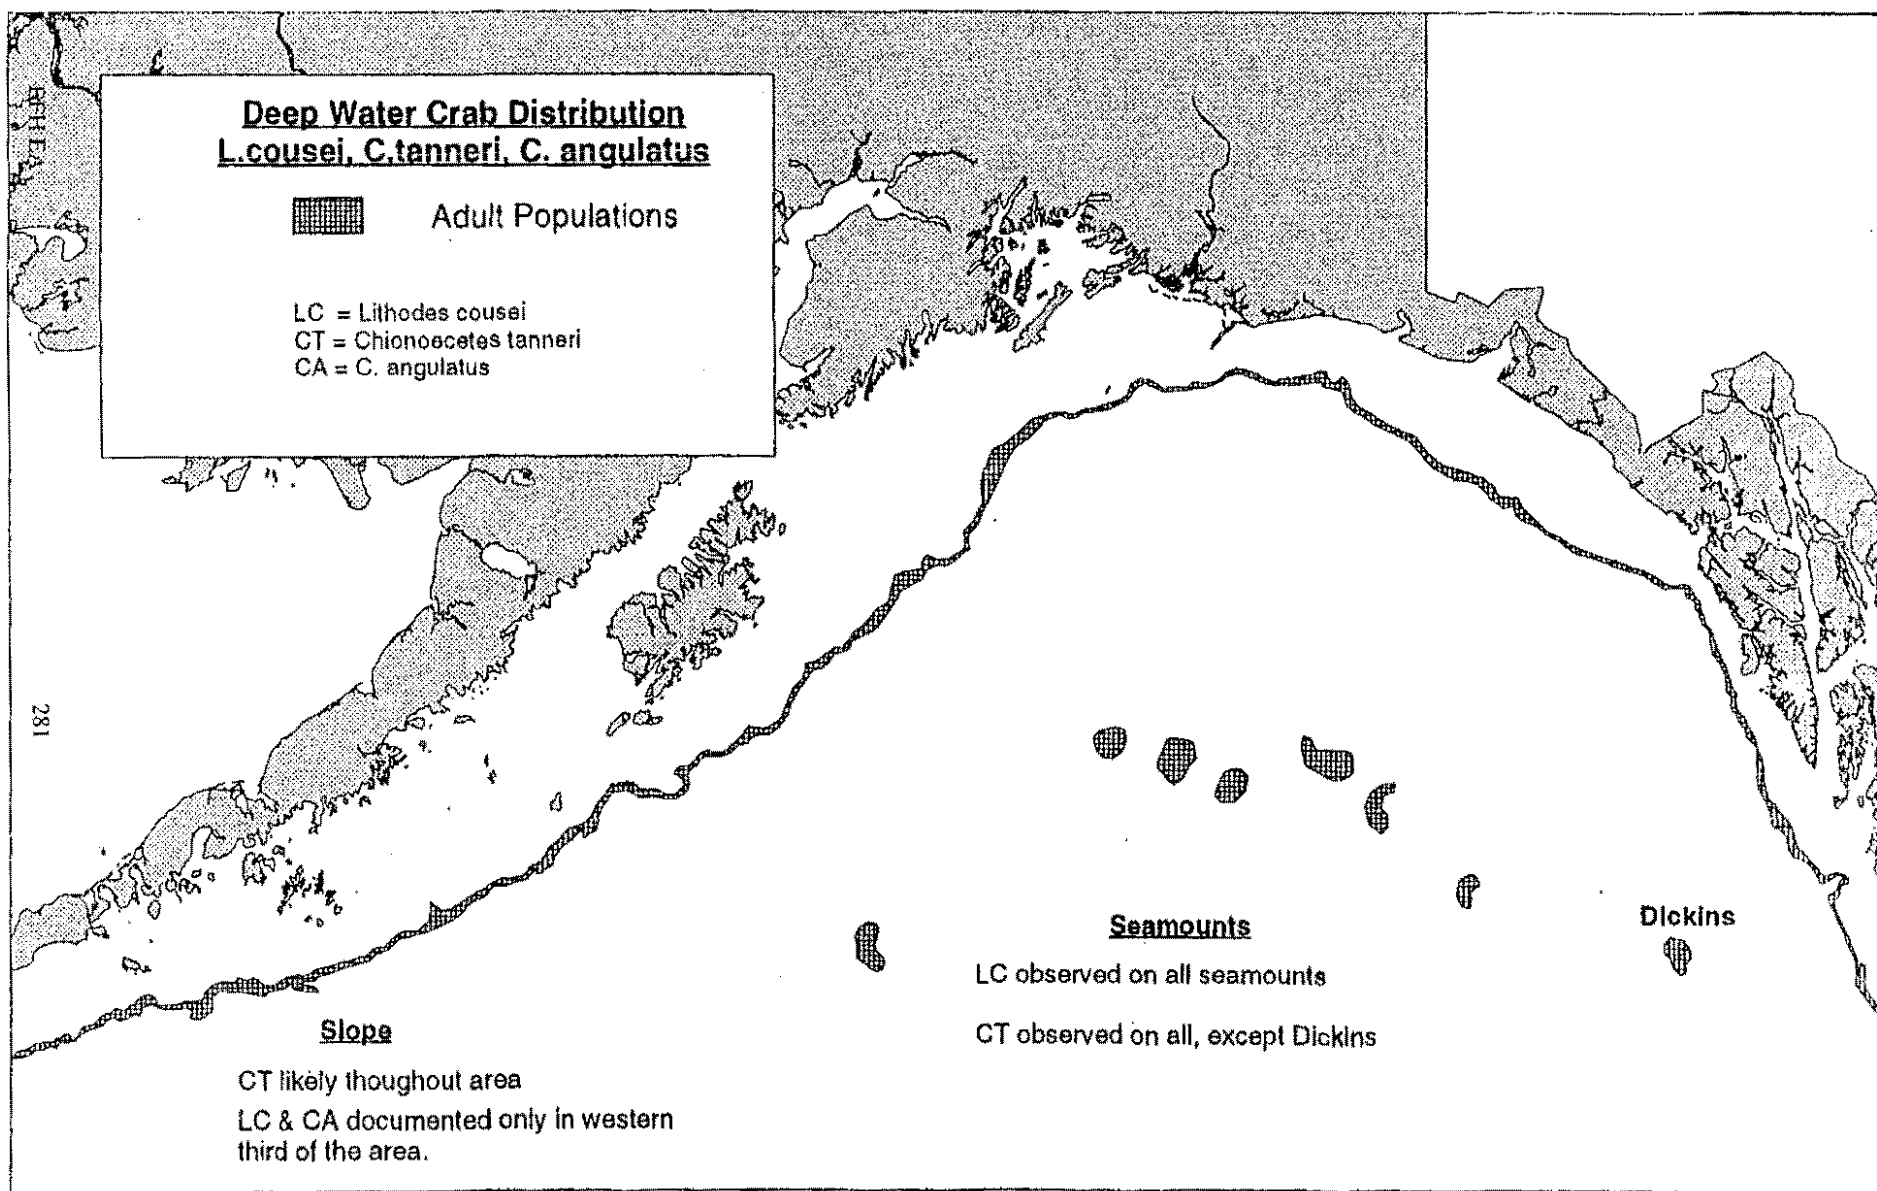 Deep Water Crab Distribution
L.cousei, C.tanneri, C. angulatus
Adult Populations
LC = Lithodes cousei
CT = Chionoecetes tanneri
CA = C. angulatus
EFH EA
281
Dickins
Seamounts
LC observed on all seamounts
CT observed on all, except Dickins
Slope
CT likely thoughout area
LC & CA documented only in western
third of the area.